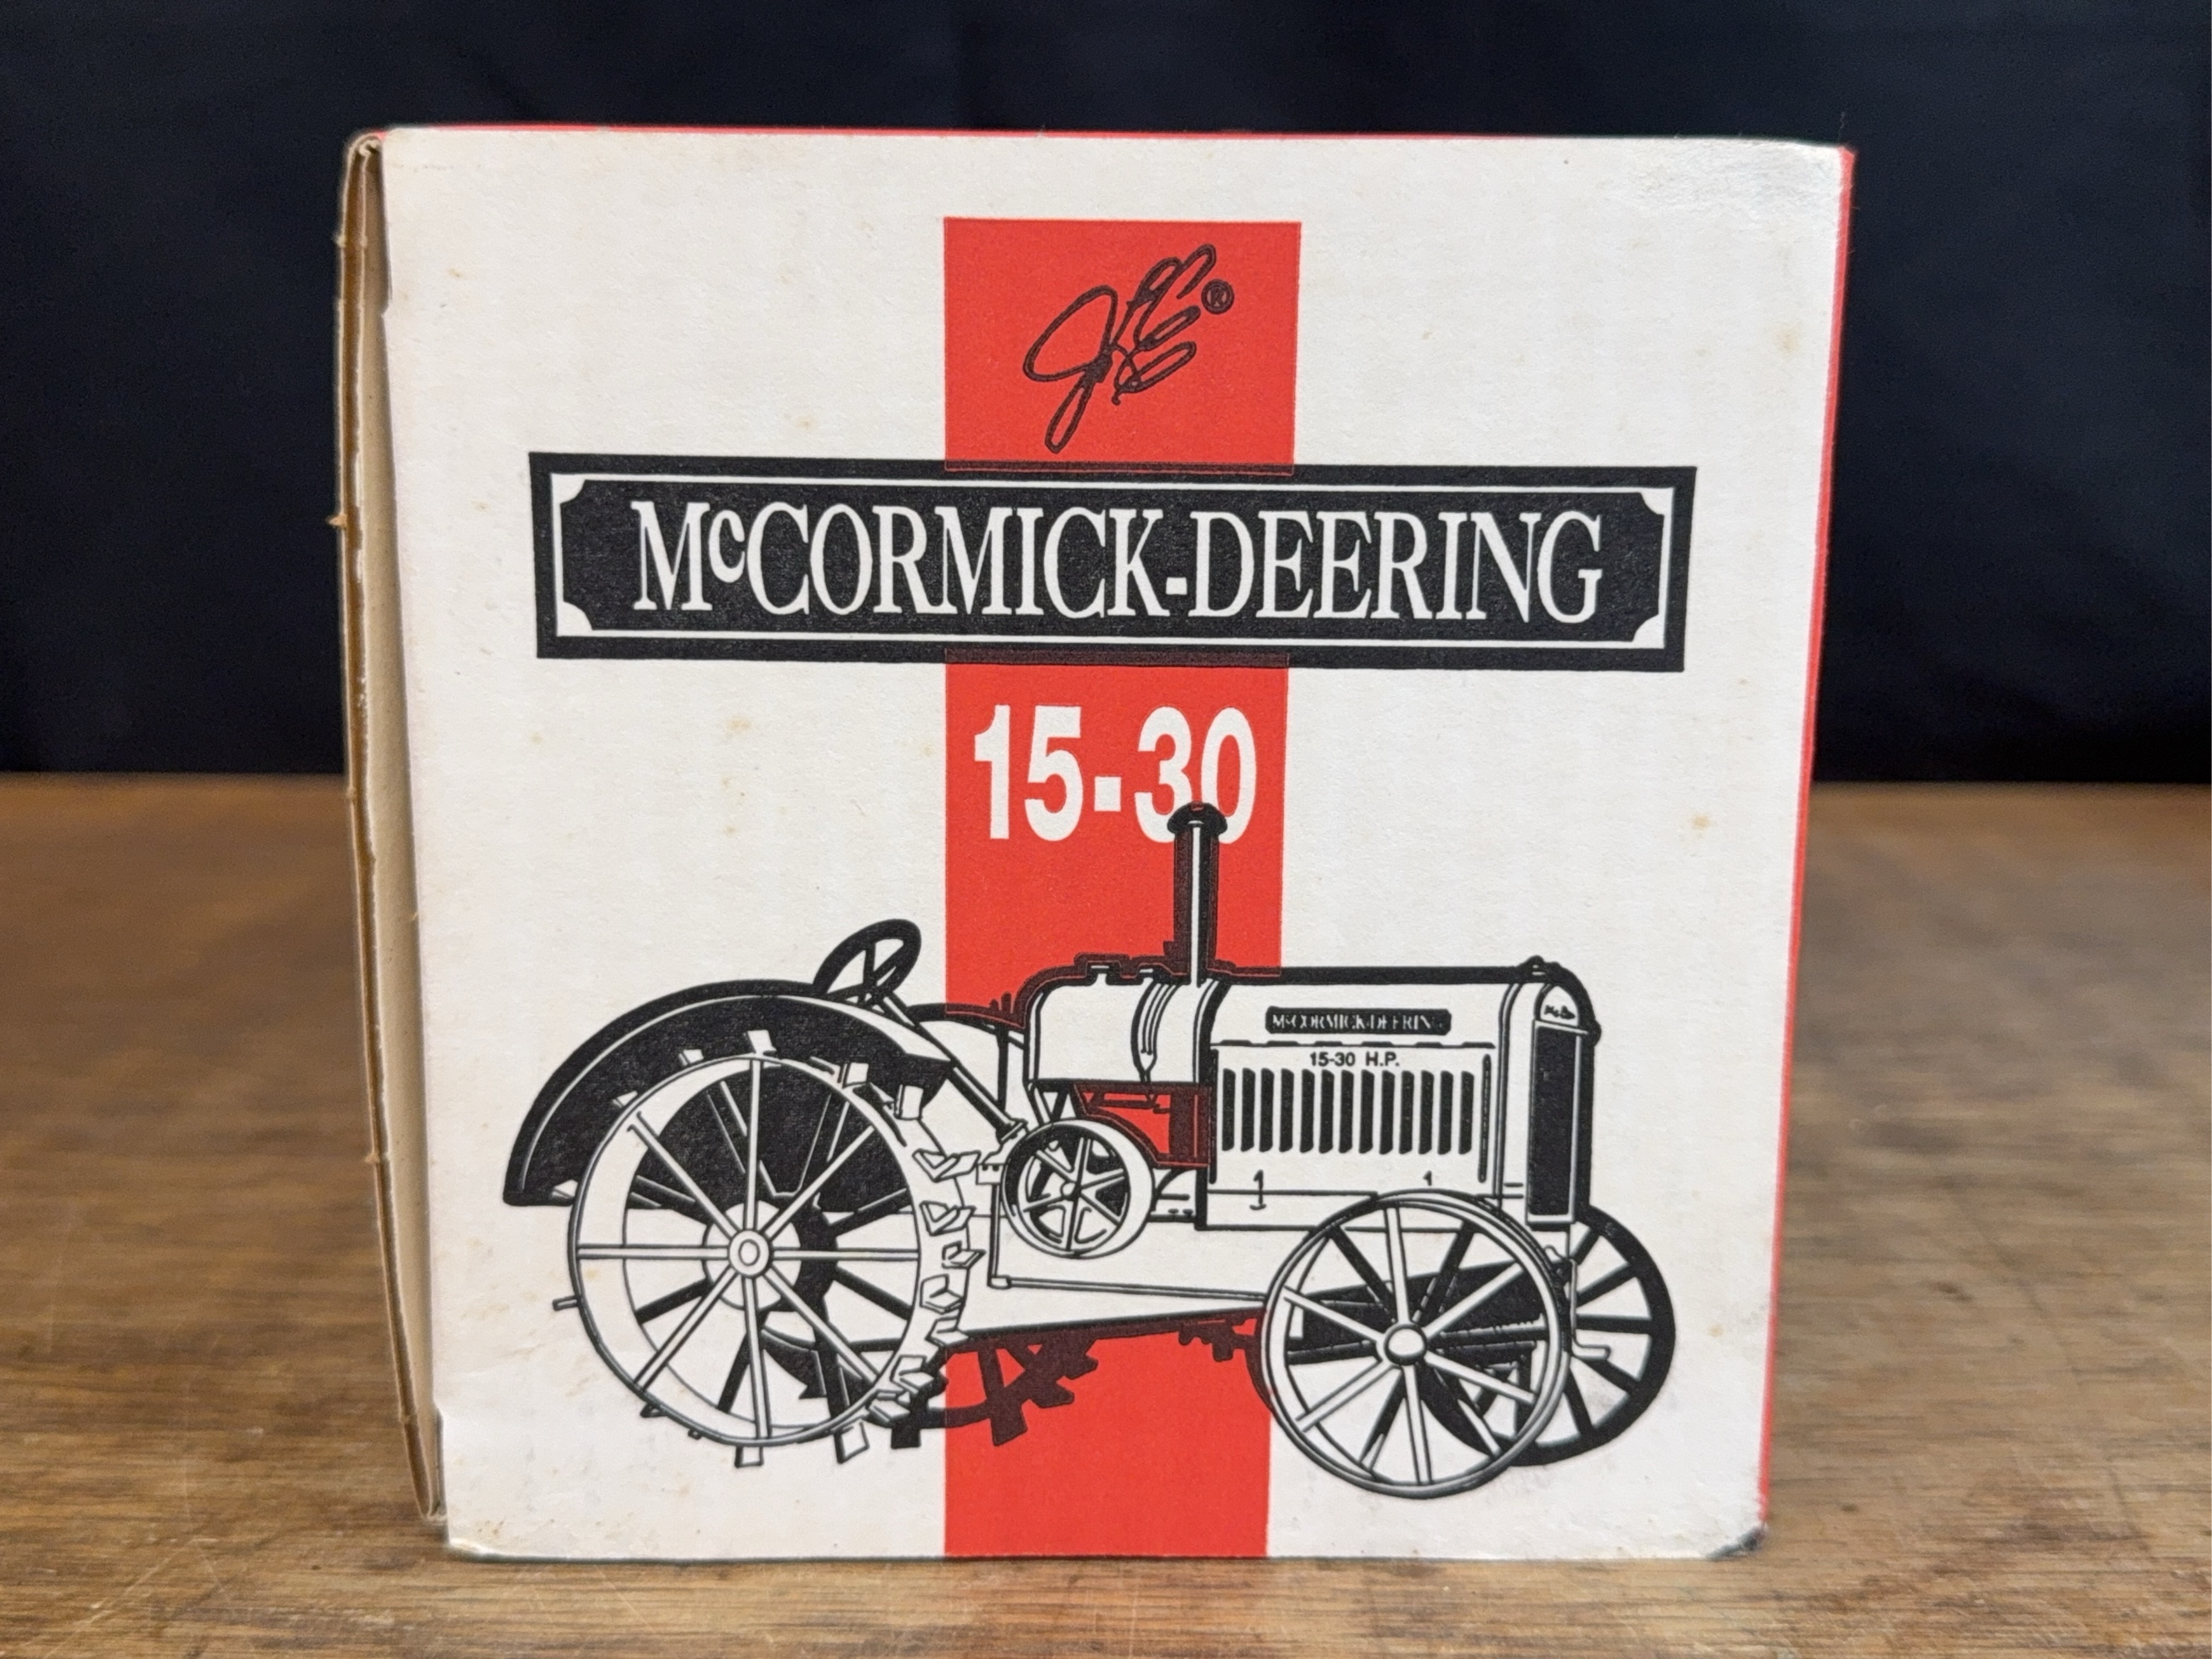 ®
McCORMICK-DEERING
15-30
McCORMICK-DEERING
15-30 H.P.